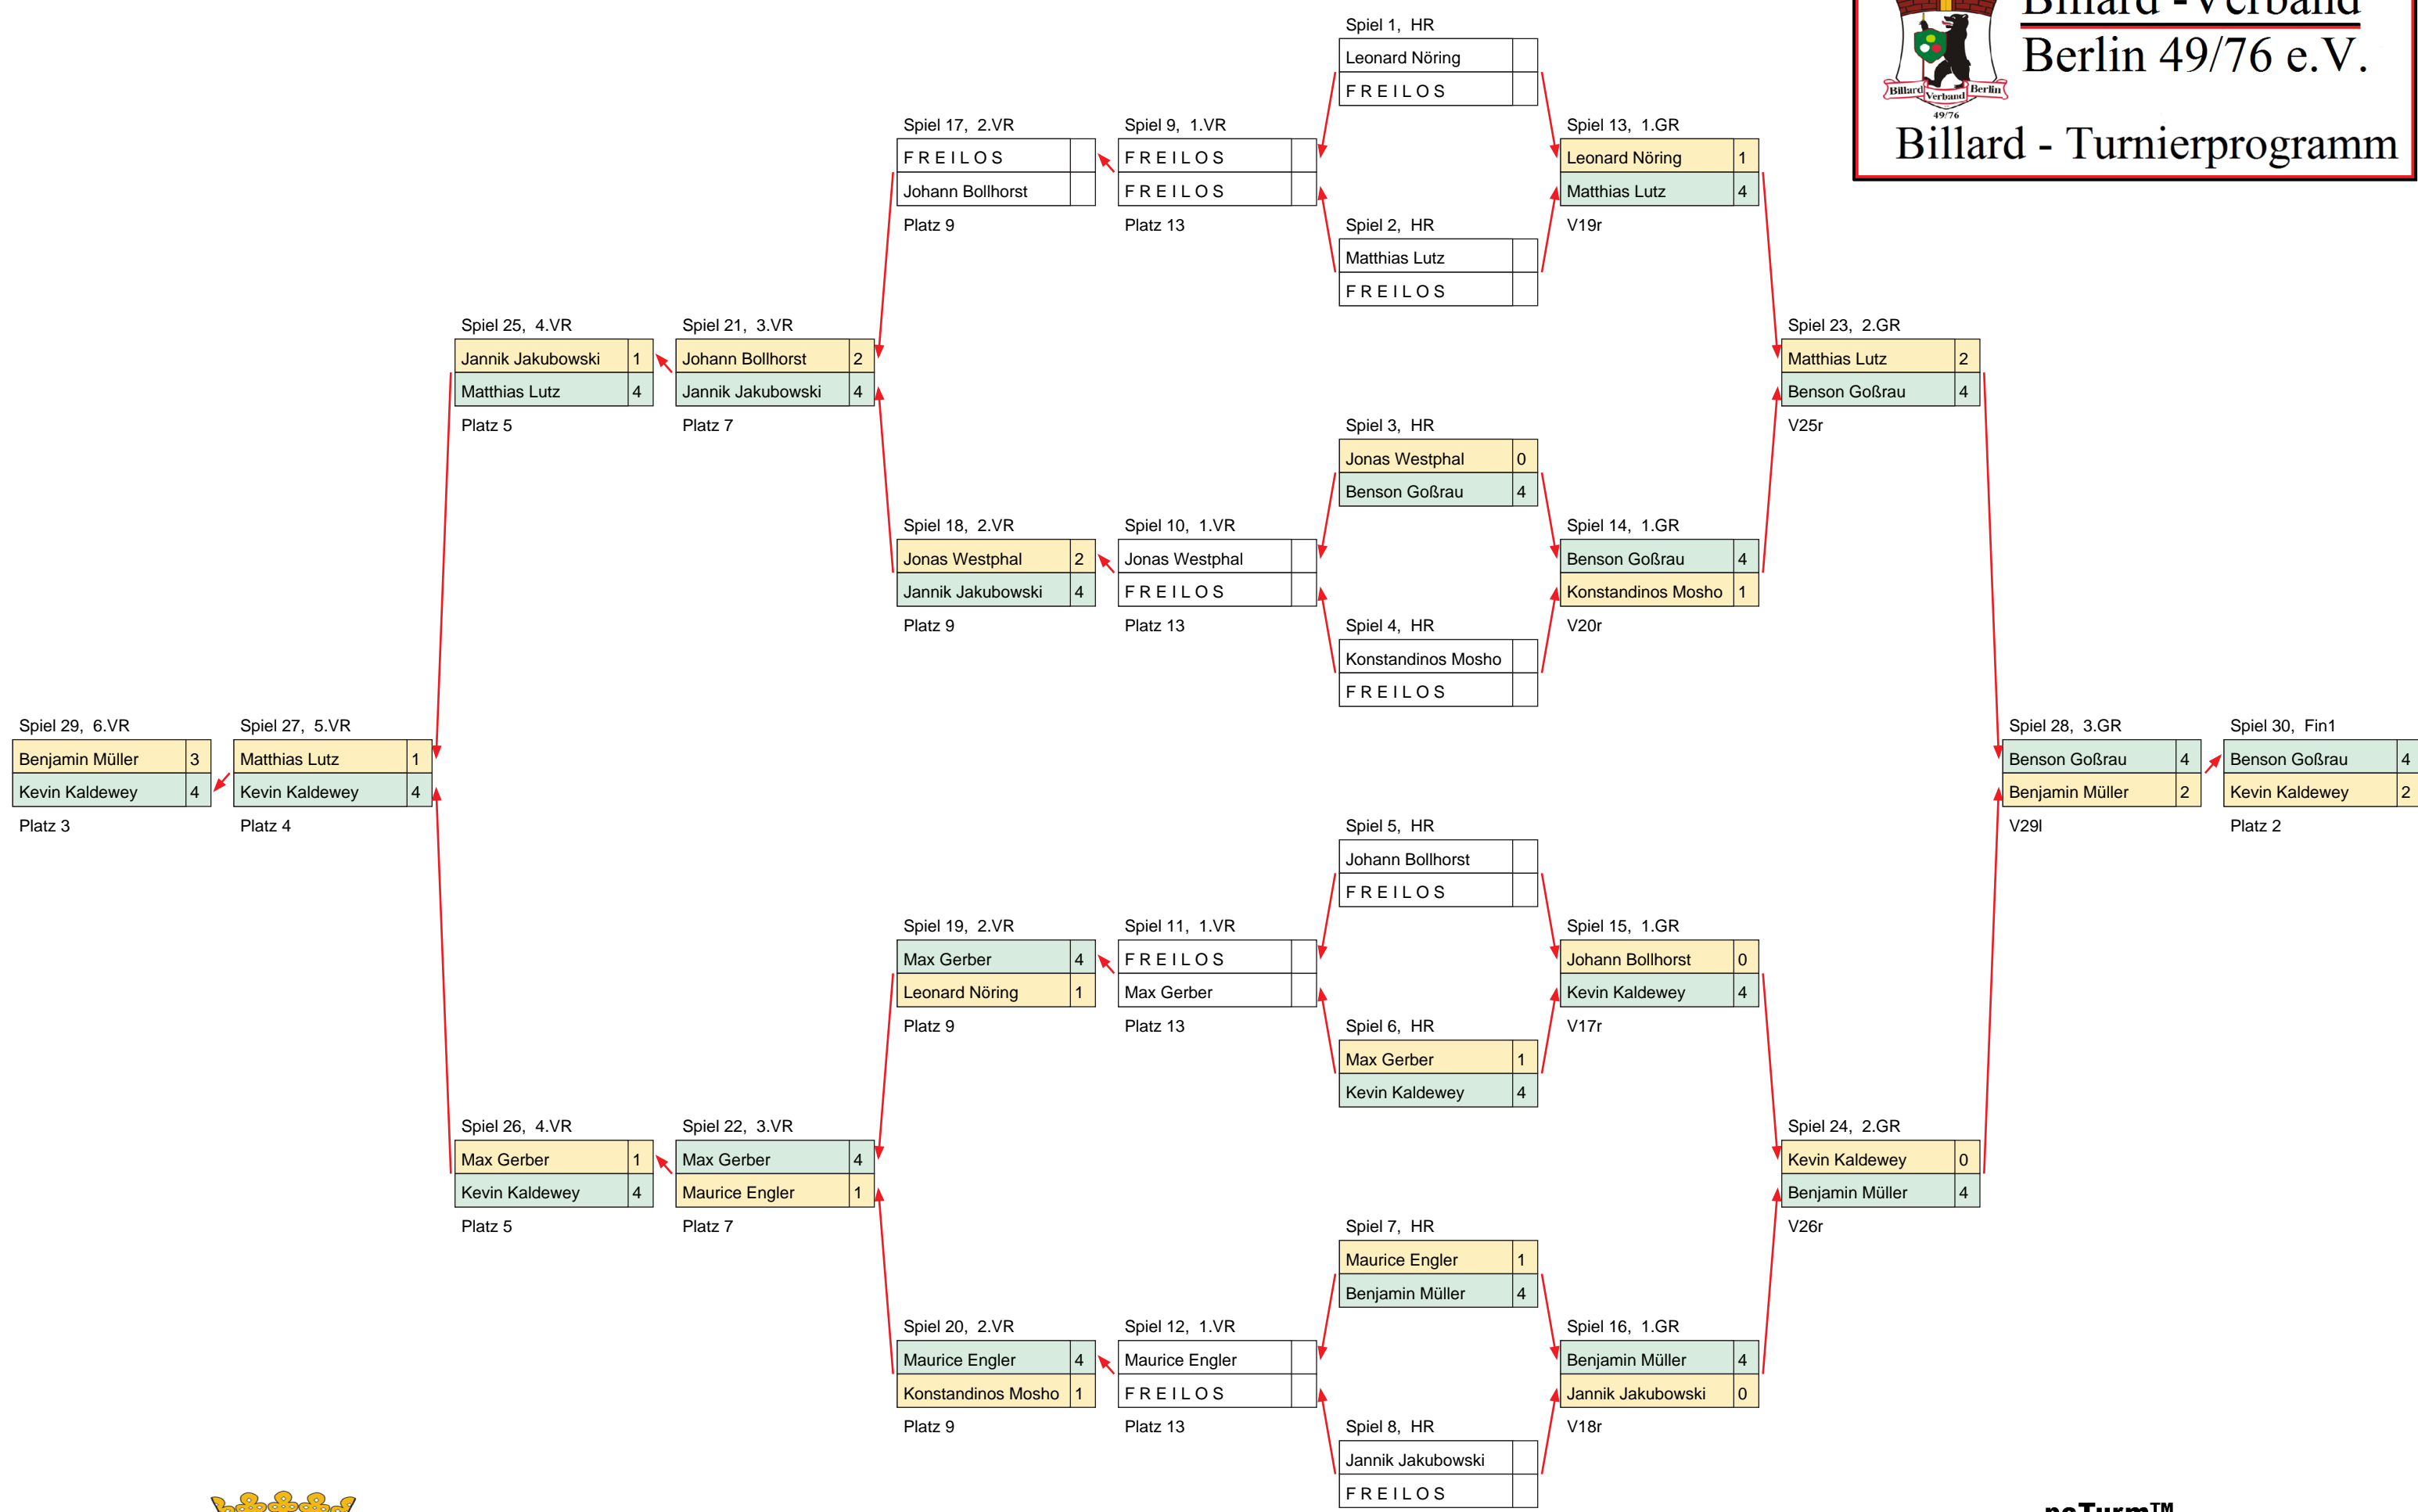 Billard - Verband
Berlin 49/76 e.V.
Billard Verband Berlin
49/76
Billard - Turnierprogramm
Spiel 1, HR
Leonard Nöring
F R E I L O S
Spiel 17, 2.VR
F R E I L O S
Johann Bollhorst
Platz 9
Spiel 9, 1.VR
F R E I L O S
F R E I L O S
Platz 13
Spiel 13, 1.GR
Leonard Nöring 1
Matthias Lutz 4
V19r
Spiel 2, HR
Matthias Lutz
F R E I L O S
Spiel 25, 4.VR
Jannik Jakubowski 1
Matthias Lutz 4
Platz 5
Spiel 21, 3.VR
Johann Bollhorst 2
Jannik Jakubowski 4
Platz 7
Spiel 23, 2.GR
Matthias Lutz 2
Benson Goßrau 4
V25r
Spiel 3, HR
Jonas Westphal 0
Benson Goßrau 4
Spiel 18, 2.VR
Jonas Westphal 2
Jannik Jakubowski 4
Platz 9
Spiel 10, 1.VR
Jonas Westphal
F R E I L O S
Platz 13
Spiel 14, 1.GR
Benson Goßrau 4
Konstandinos Mosho 1
V20r
Spiel 4, HR
Konstandinos Mosho
F R E I L O S
Spiel 29, 6.VR
Benjamin Müller 3
Kevin Kaldewey 4
Platz 3
Spiel 27, 5.VR
Matthias Lutz 1
Kevin Kaldewey 4
Platz 4
Spiel 28, 3.GR
Benson Goßrau 4
Benjamin Müller 2
V29l
Spiel 30, Fin1
Benson Goßrau 4
Kevin Kaldewey 2
Platz 2
Spiel 5, HR
Johann Bollhorst
F R E I L O S
Spiel 19, 2.VR
Max Gerber 4
Leonard Nöring 1
Platz 9
Spiel 11, 1.VR
F R E I L O S
Max Gerber
Platz 13
Spiel 15, 1.GR
Johann Bollhorst 0
Kevin Kaldewey 4
V17r
Spiel 6, HR
Max Gerber 1
Kevin Kaldewey 4
Spiel 26, 4.VR
Max Gerber 1
Kevin Kaldewey 4
Platz 5
Spiel 22, 3.VR
Max Gerber 4
Maurice Engler 1
Platz 7
Spiel 24, 2.GR
Kevin Kaldewey 0
Benjamin Müller 4
V26r
Spiel 7, HR
Maurice Engler 1
Benjamin Müller 4
Spiel 20, 2.VR
Maurice Engler 4
Konstandinos Mosho 1
Platz 9
Spiel 12, 1.VR
Maurice Engler
F R E I L O S
Platz 13
Spiel 16, 1.GR
Benjamin Müller 4
Jannik Jakubowski 0
V18r
Spiel 8, HR
Jannik Jakubowski
F R E I L O S